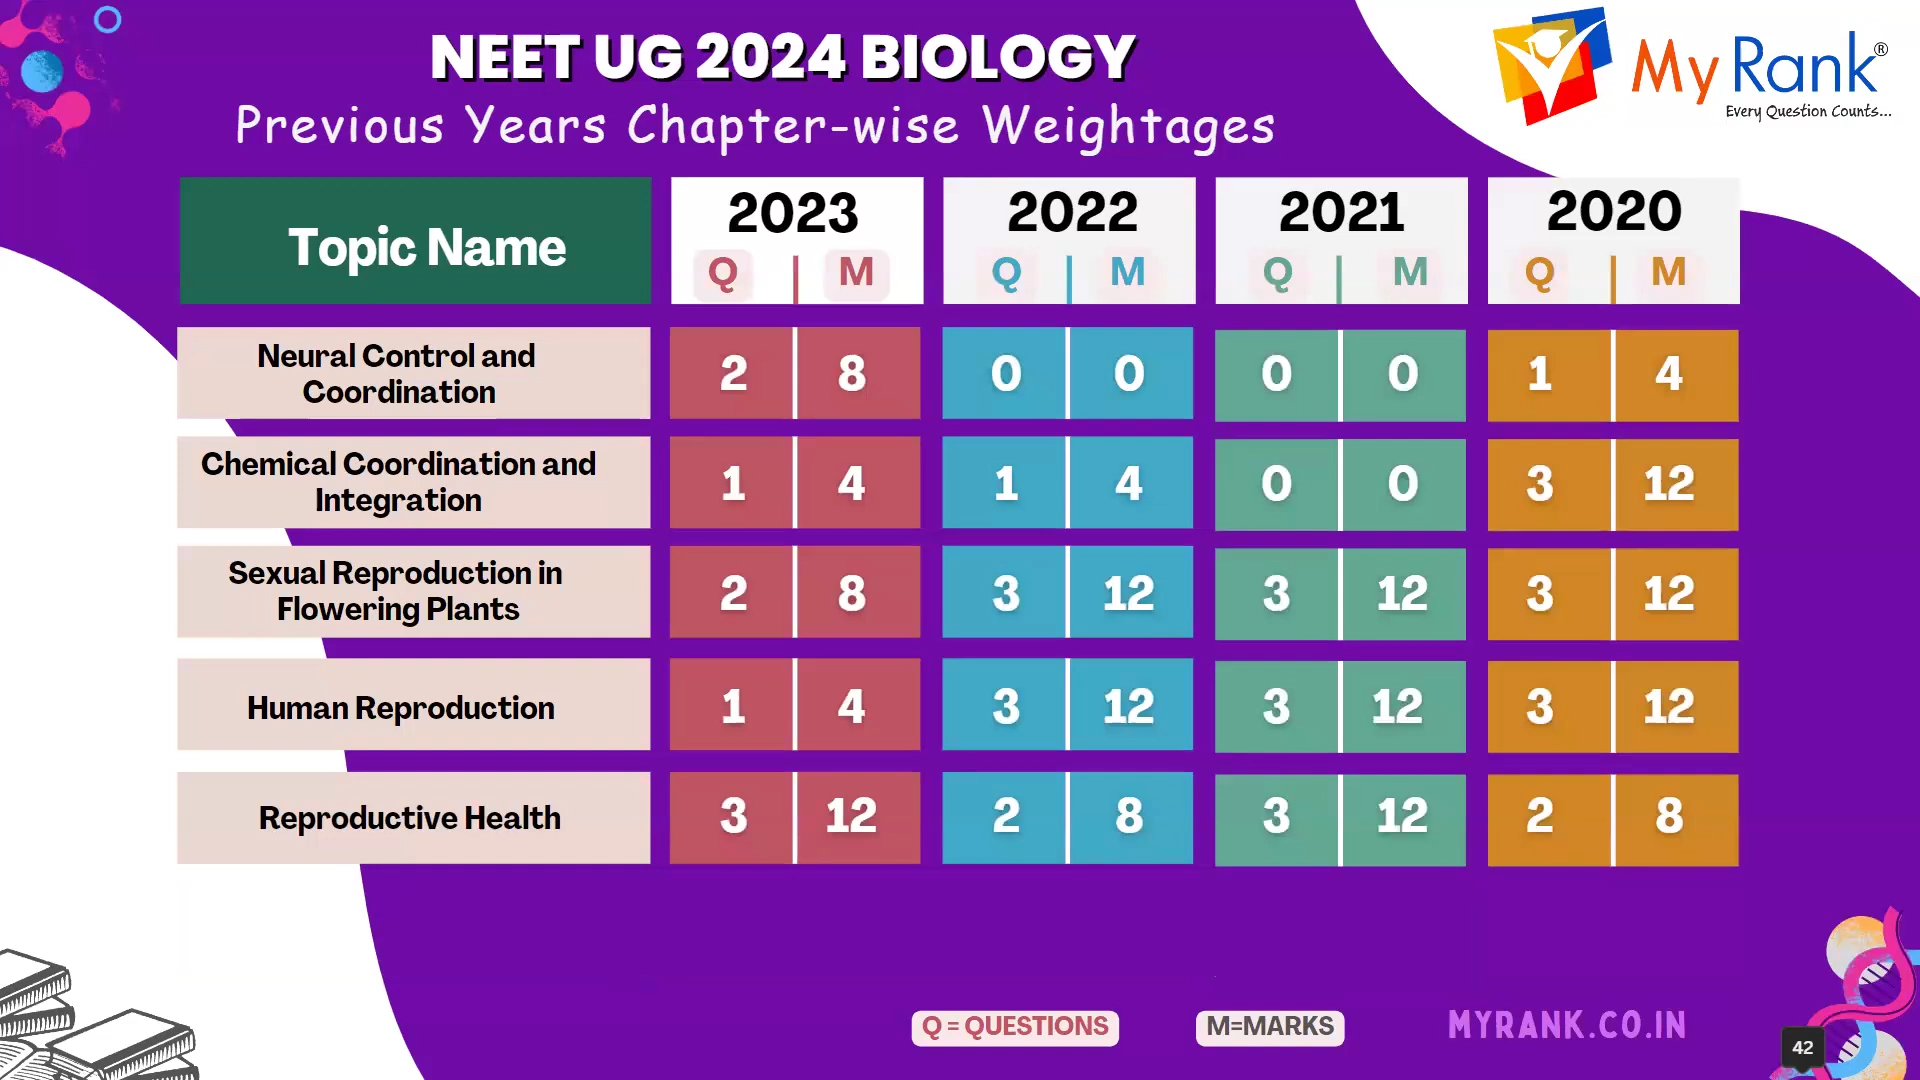 NEET UG 2024 BIOLOGY
Previous Years Chapter-wise Weightages
My Rank®
Every Question Counts...
Topic Name
2023
Q | M
2022
Q | M
2021
Q | M
2020
Q | M
Neural Control and
Coordination
2 8 0 0 0 0 1 4
Chemical Coordination and
Integration
1 4 1 4 0 0 3 12
Sexual Reproduction in
Flowering Plants
2 8 3 12 3 12 3 12
Human Reproduction
1 4 3 12 3 12 3 12
Reproductive Health
3 12 2 8 3 12 2 8
Q = QUESTIONS
M=MARKS
MYRANK.CO.IN
42